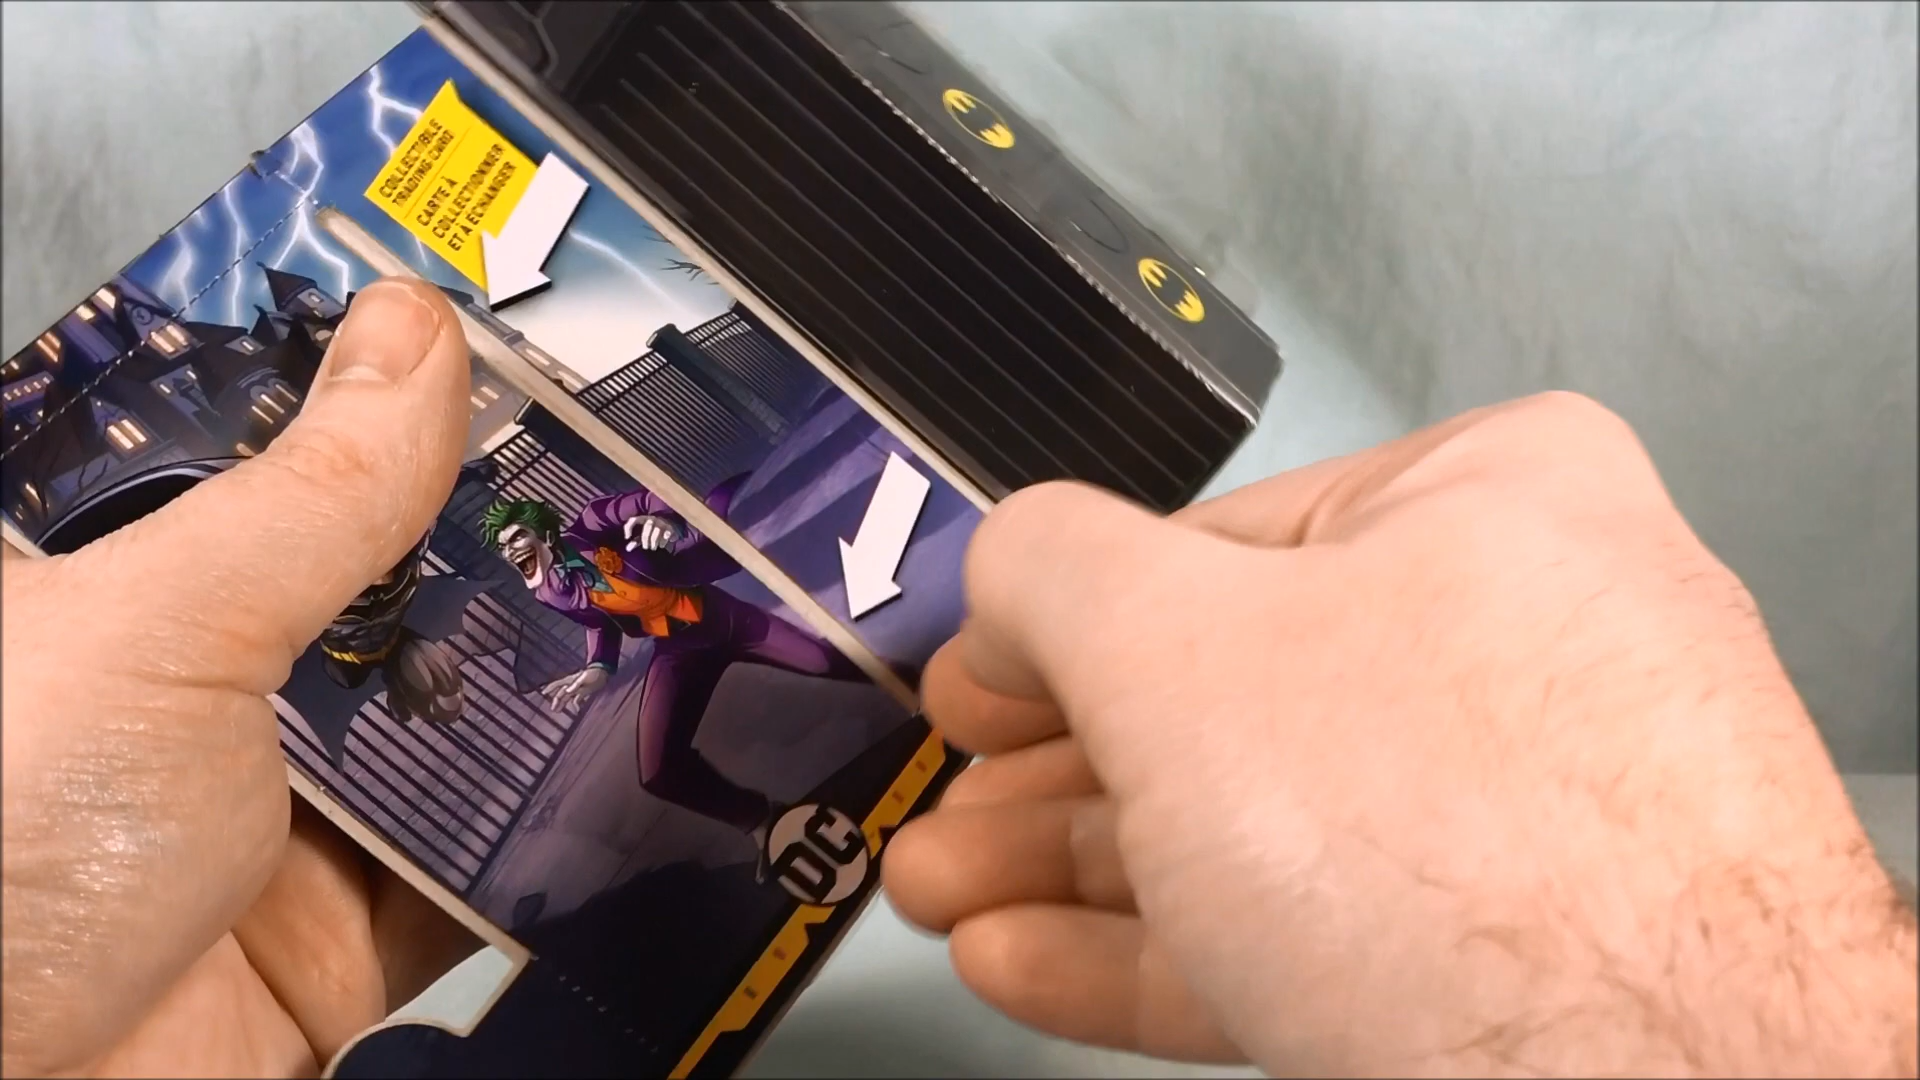 COLLECTIBLE
TRADING CARD
CARTE À
COLLECTIONNER
ET À ÉCHANGER
DC